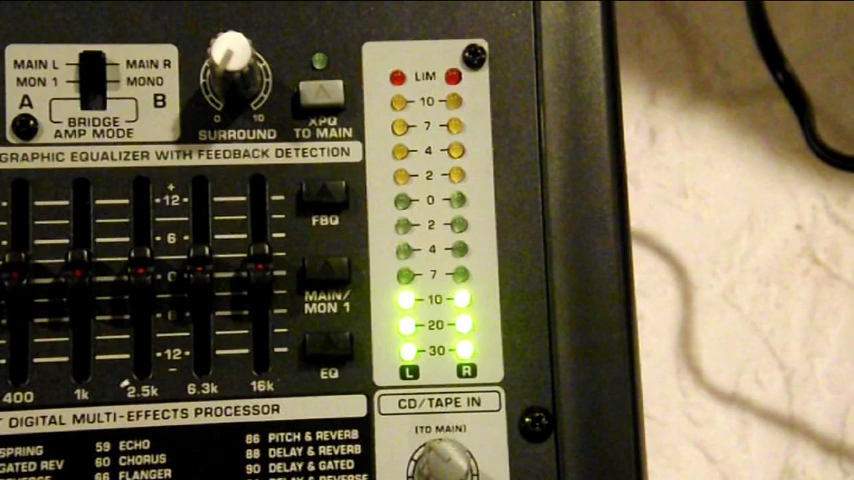 MAIN L MAIN R
MON 1 MONO
A B
BRIDGE
AMP MODE
0 10
SURROUND
XPQ
TO MAIN
GRAPHIC EQUALIZER WITH FEEDBACK DETECTION
+
12
6
0
12
−
400 1k 2.5k 6.3k 16k
FBQ
MAIN/
MON 1
EQ
LIM
10
7
4
2
0
2
4
7
10
20
30
L R
DIGITAL MULTI-EFFECTS PROCESSOR
SPRING 59 ECHO 86 PITCH & REVERB
GATED REV 60 CHORUS 88 DELAY & REVERB
66 FLANGER 90 DELAY & GATED
CD/TAPE IN
(TO MAIN)